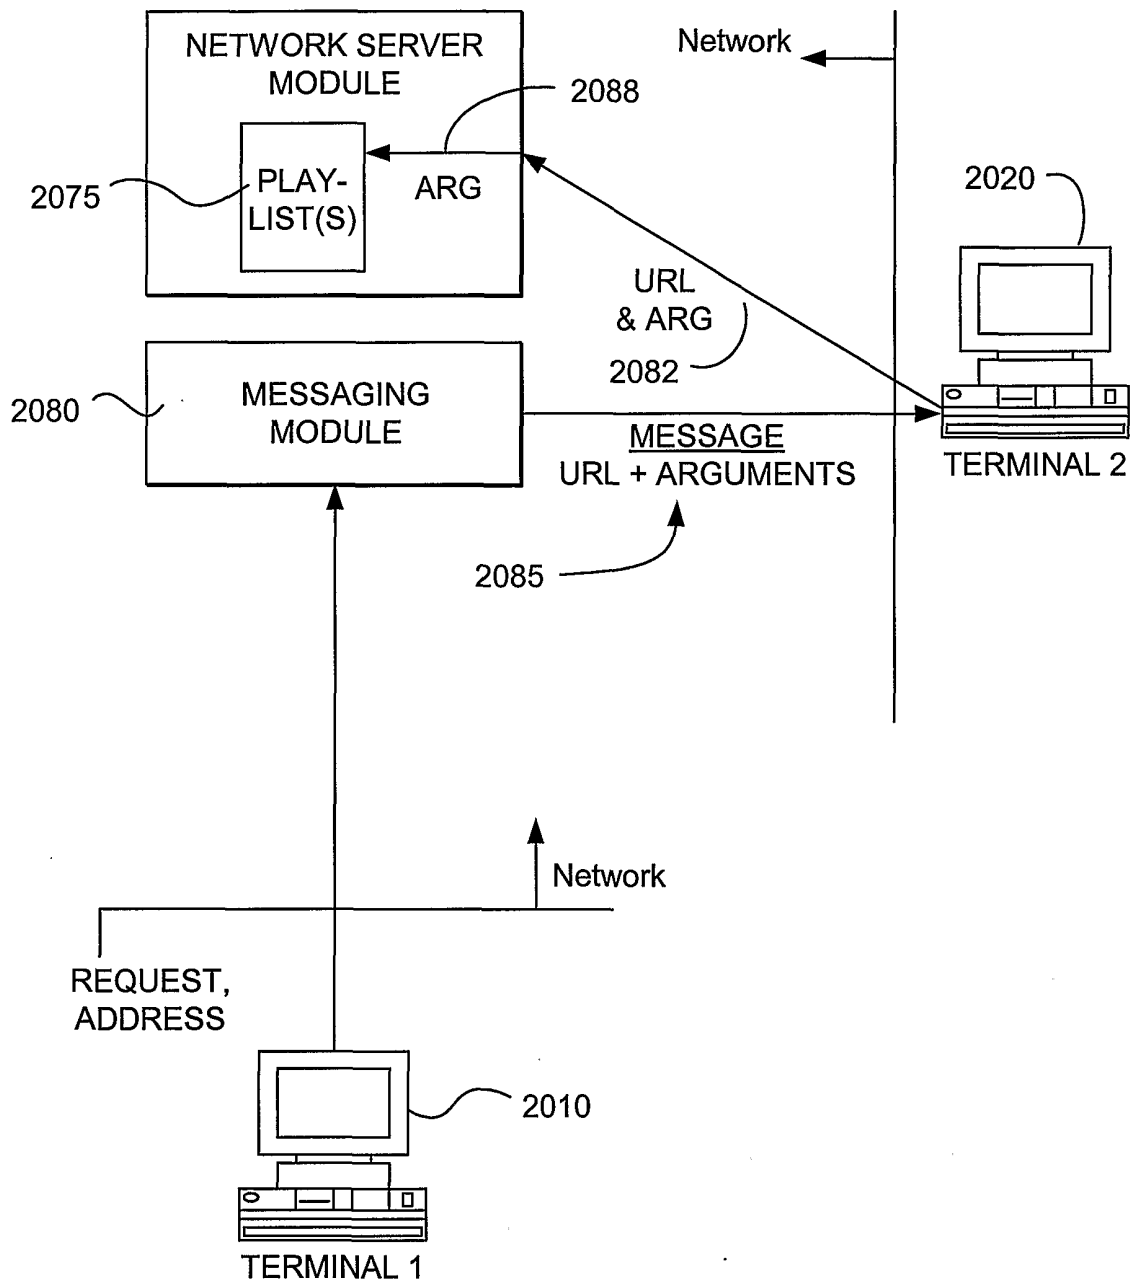 NETWORK SERVER
MODULE
Network
2088
2075
PLAY-
LIST(S)
ARG
2020
URL
& ARG
2082
2080
MESSAGING
MODULE
MESSAGE
URL + ARGUMENTS
TERMINAL 2
2085
Network
REQUEST,
ADDRESS
2010
TERMINAL 1